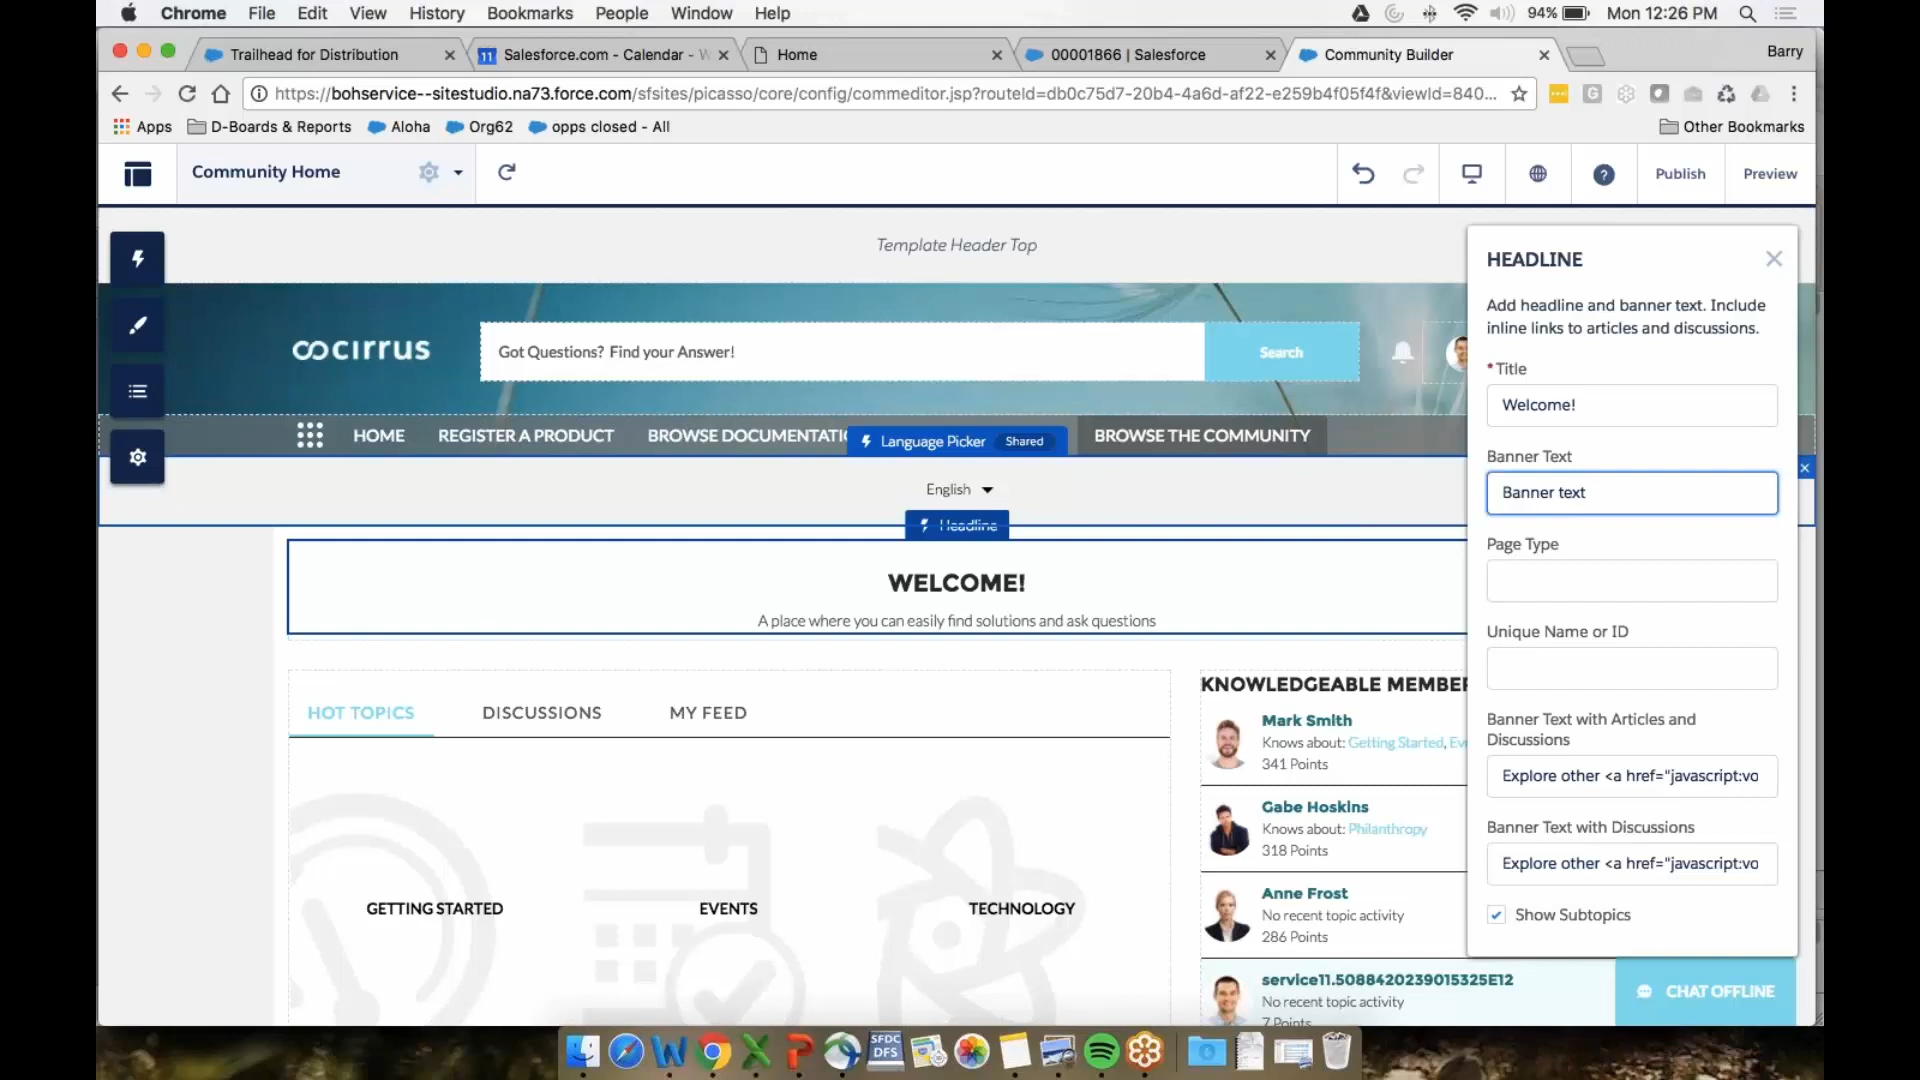 Chrome File Edit View History Bookmarks People Window Help 94% Mon 12:26 PM
Trailhead for Distribution 11 Salesforce.com - Calendar - Home 00001866 | Salesforce Community Builder Barry
https://bohservice--sitestudio.na73.force.com/sfsites/picasso/core/config/commeditor.jsp?routeId=db0c75d7-20b4-4a6d-af22-e259b4f05f4f&viewId=840...
Apps D-Boards & Reports Aloha Org62 opps closed - All Other Bookmarks
Community Home Publish Preview
Template Header Top
cirrus
Got Questions? Find your Answer!
Search
HOME REGISTER A PRODUCT BROWSE DOCUMENTATIO BROWSE THE COMMUNITY
Language Picker Shared
English
Headline
WELCOME!
A place where you can easily find solutions and ask questions
HOT TOPICS DISCUSSIONS MY FEED
GETTING STARTED
EVENTS
TECHNOLOGY
KNOWLEDGEABLE MEMBER
Mark Smith
Knows about: Getting Started, Eve
341 Points
Gabe Hoskins
Knows about: Philanthropy
318 Points
Anne Frost
No recent topic activity
286 Points
service11.5088420239015325E12
No recent topic activity
7 Points
HEADLINE
Add headline and banner text. Include
inline links to articles and discussions.
*Title
Welcome!
Banner Text
Banner text
Page Type
Unique Name or ID
Banner Text with Articles and
Discussions
Explore other <a href="javascript:vo
Banner Text with Discussions
Explore other <a href="javascript:vo
Show Subtopics
CHAT OFFLINE
SFDC
DFS